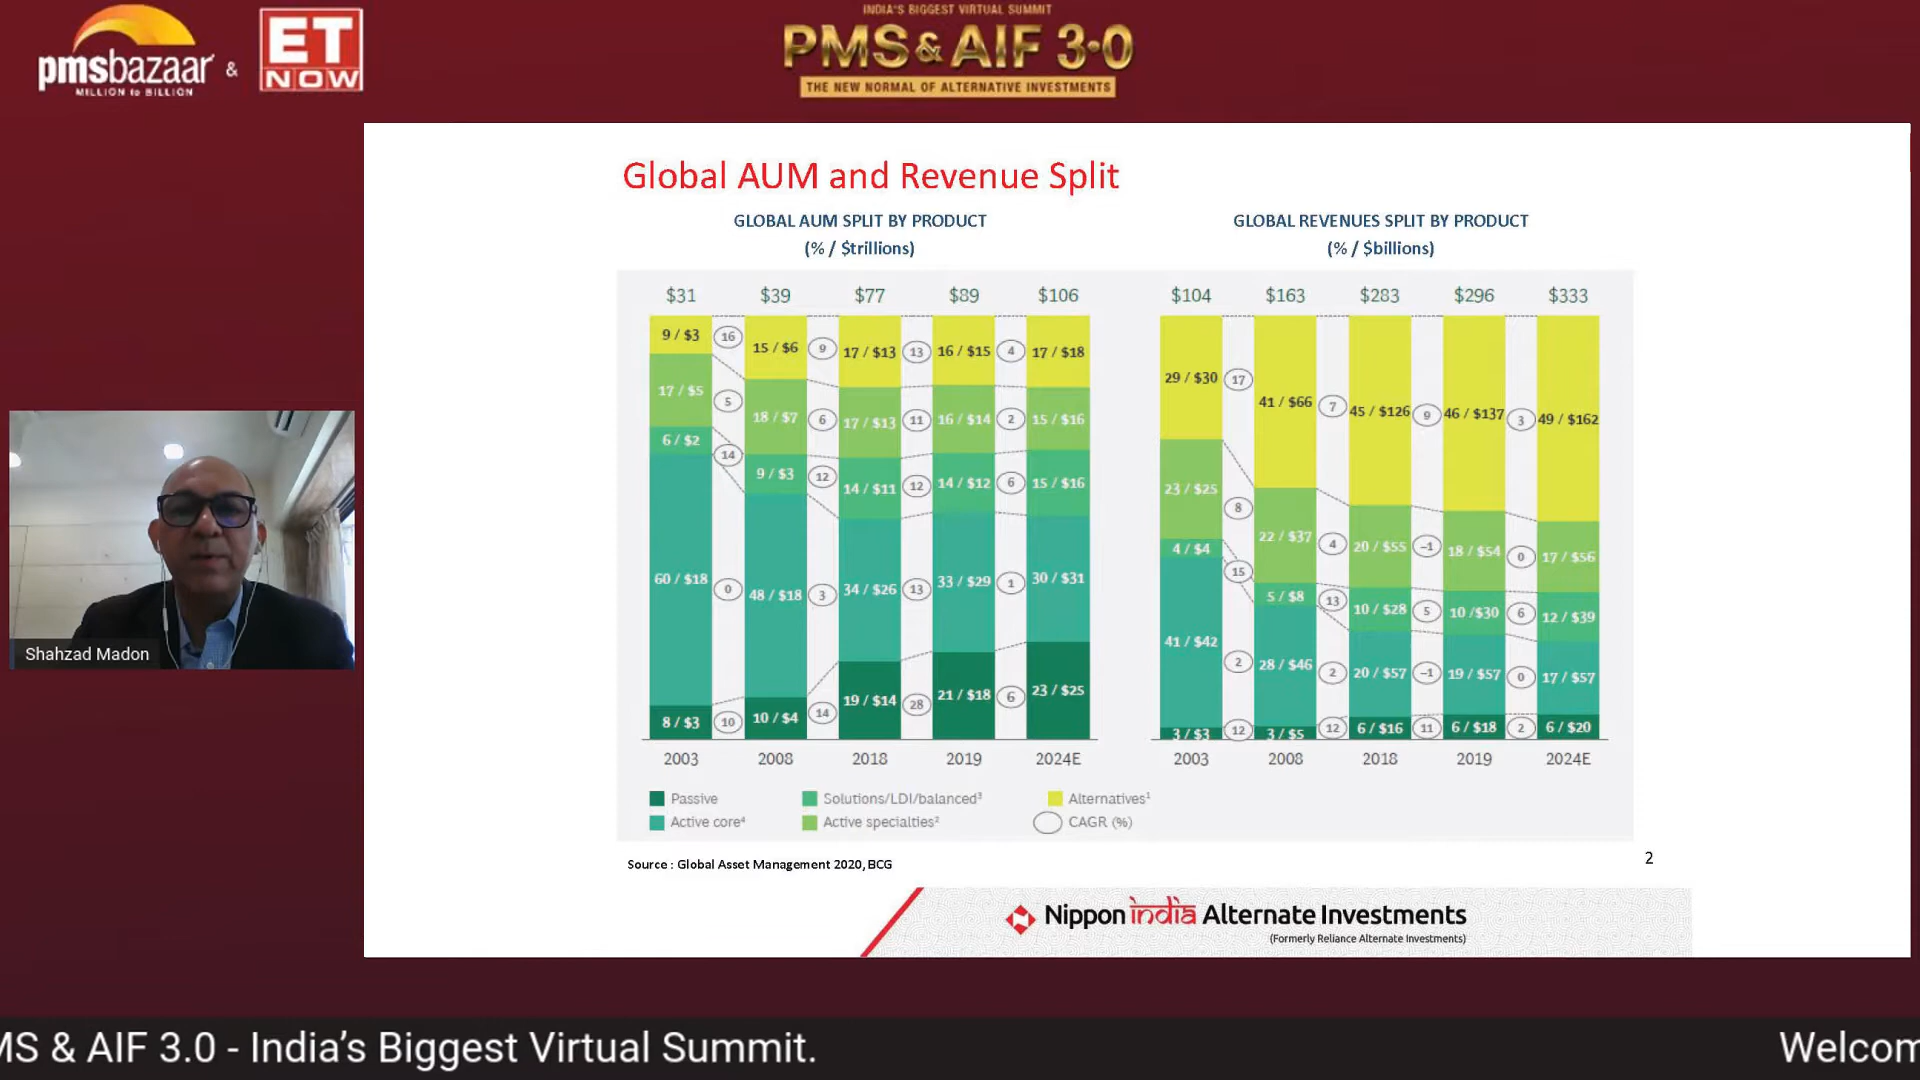 pmsbazaar
MILLION to BILLION
&
ET
NOW
INDIA'S BIGGEST VIRTUAL SUMMIT
PMS & AIF 3.0
THE NEW NORMAL OF ALTERNATIVE INVESTMENTS
Global AUM and Revenue Split
GLOBAL AUM SPLIT BY PRODUCT
(% / $trillions)
$31 $39 $77 $89 $106
9 / $3 16 15 / $6 9 17 / $13 13 16 / $15 4 17 / $18
17 / $5 5 18 / $7 6 17 / $13 11 16 / $14 2 15 / $16
6 / $2 14 9 / $3 12 14 / $11 12 14 / $12 6 15 / $16
60 / $18 0 48 / $18 3 34 / $26 13 33 / $29 1 30 / $31
8 / $3 10 10 / $4 14 19 / $14 28 21 / $18 6 23 / $25
2003 2008 2018 2019 2024E
GLOBAL REVENUES SPLIT BY PRODUCT
(% / $billions)
$104 $163 $283 $296 $333
29 / $30 17 41 / $66 7 45 / $126 9 46 / $137 3 49 / $162
23 / $25 8 22 / $37 4 20 / $55 –1 18 / $54 0 17 / $56
4 / $4 15 5 / $8 13 10 / $28 5 10 /$30 6 12 / $39
41 / $42 2 28 / $46 2 20 / $57 –1 19 / $57 0 17 / $57
3 / $3 12 3 / $5 12 6 / $16 11 6 / $18 2 6 / $20
2003 2008 2018 2019 2024E
Passive Solutions/LDI/balanced³ Alternatives¹
Active core⁴ Active specialties² CAGR (%)
Source : Global Asset Management 2020, BCG
2
Nippon india Alternate Investments
(Formerly Reliance Alternate Investments)
Shahzad Madon
MS & AIF 3.0 - India's Biggest Virtual Summit. Welcom